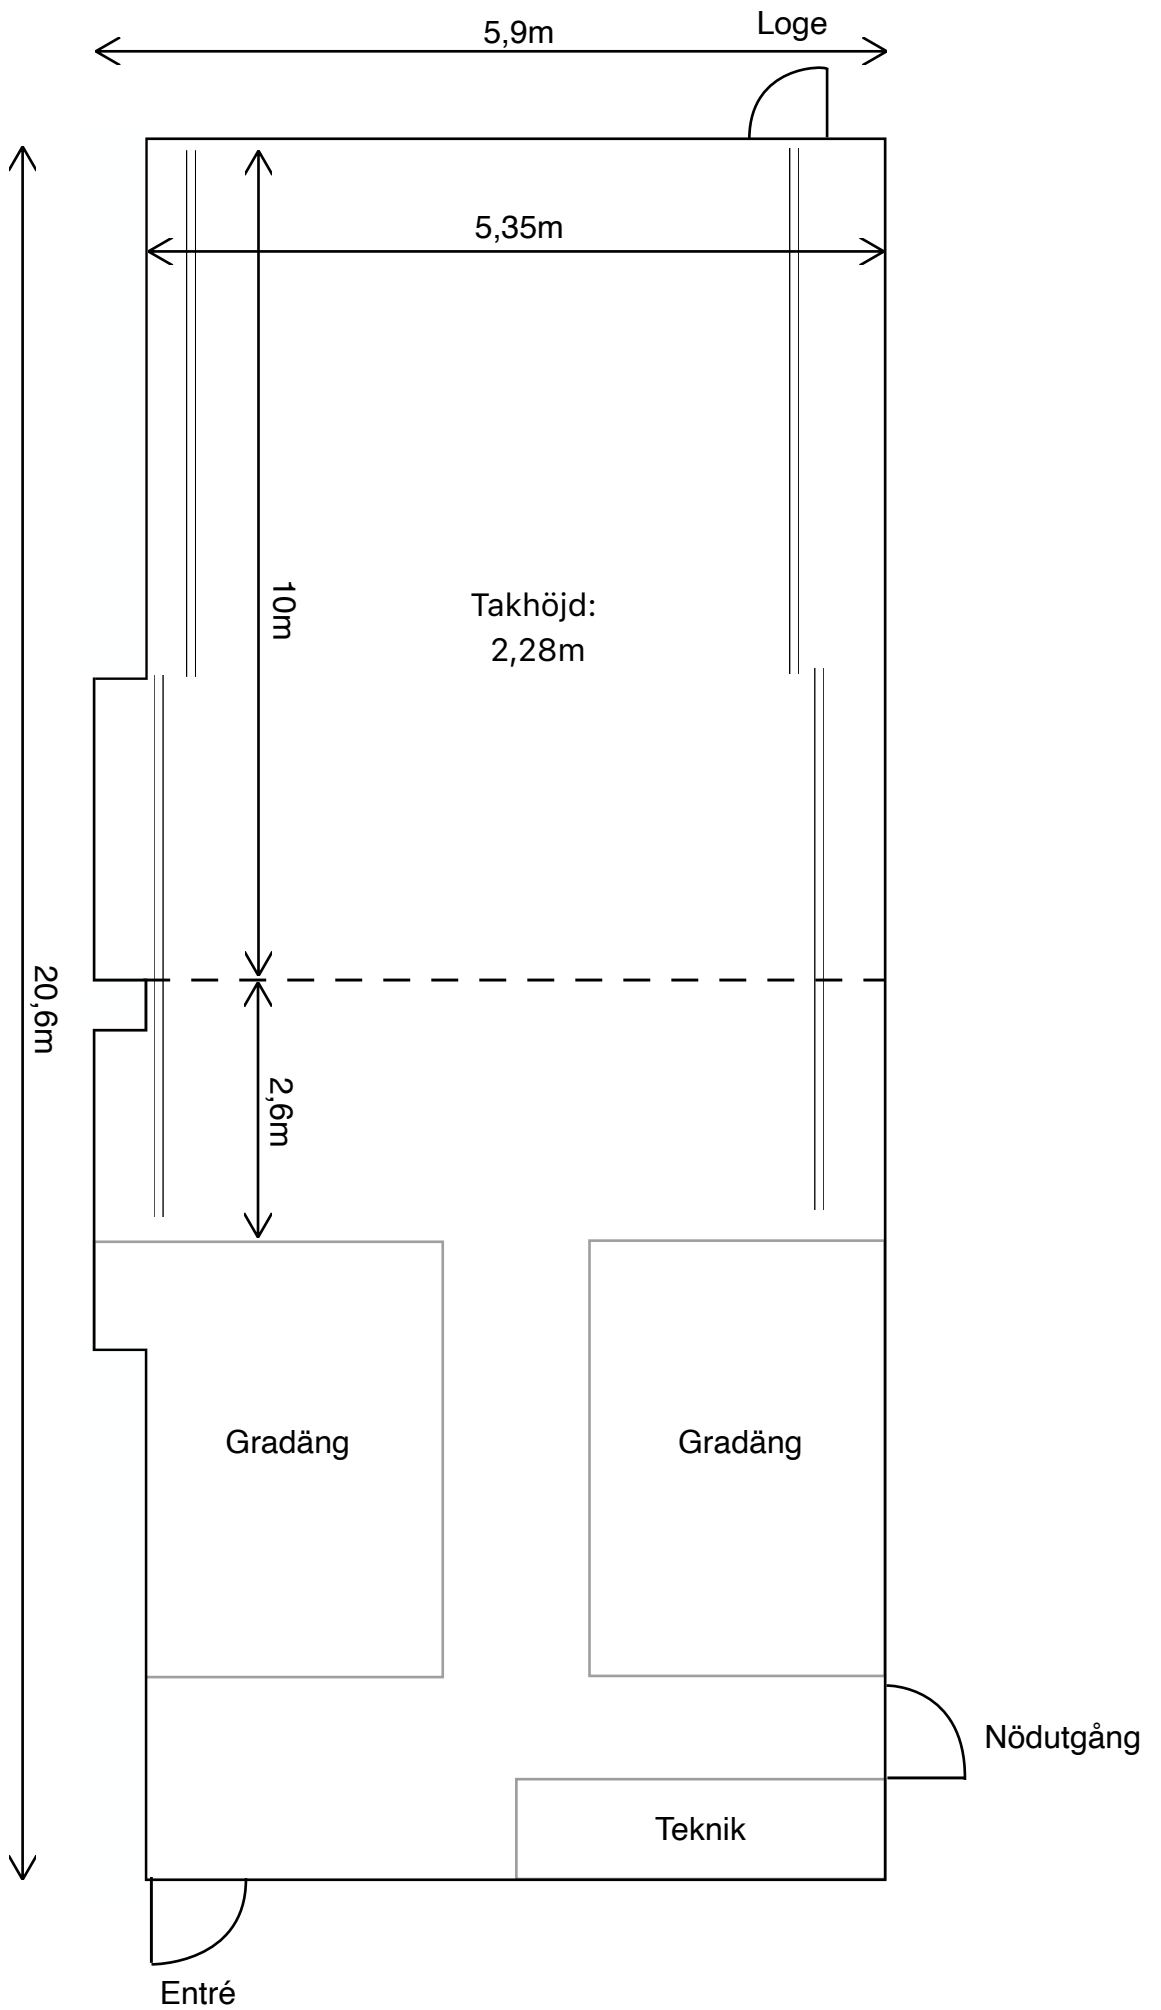 Loge
5,9m
5,35m
10m
Takhöjd:
2,28m
20,6m
2,6m
Gradäng
Gradäng
Nödutgång
Teknik
Entré